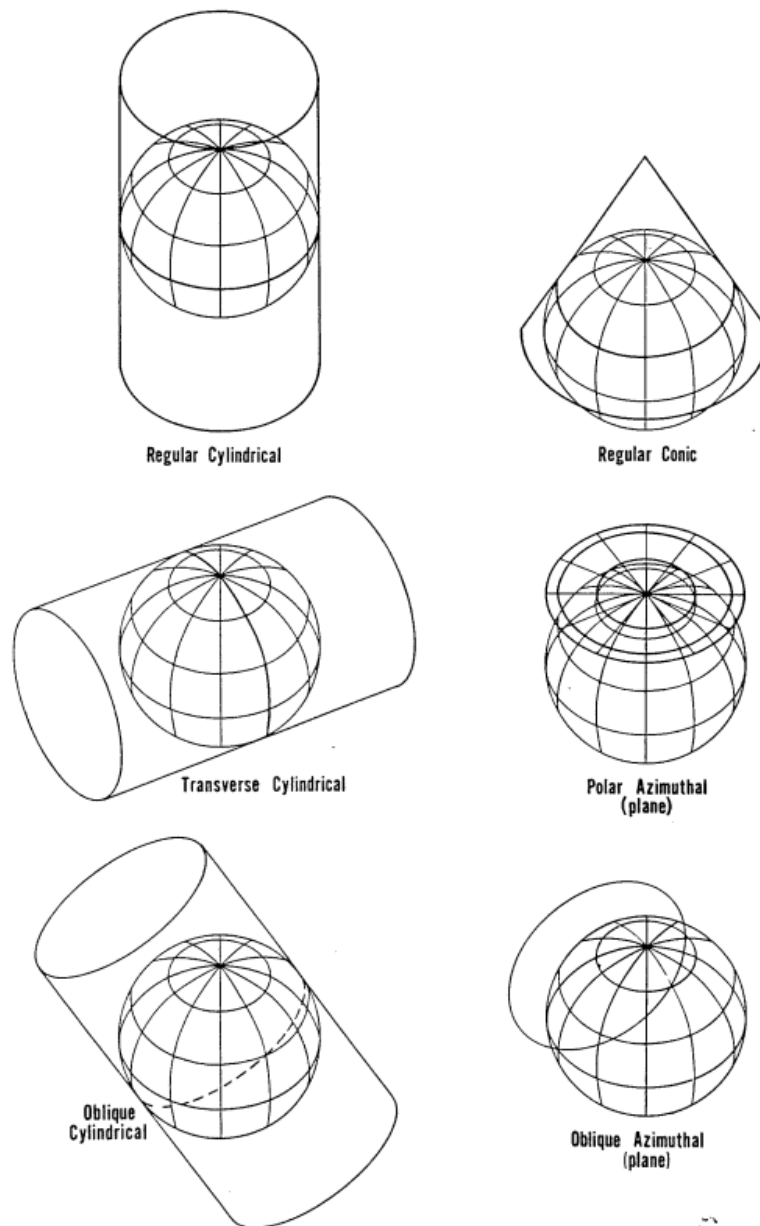 Regular Cylindrical
Regular Conic
Transverse Cylindrical
Polar Azimuthal
(plane)
Oblique
Cylindrical
Oblique Azimuthal
(plane)